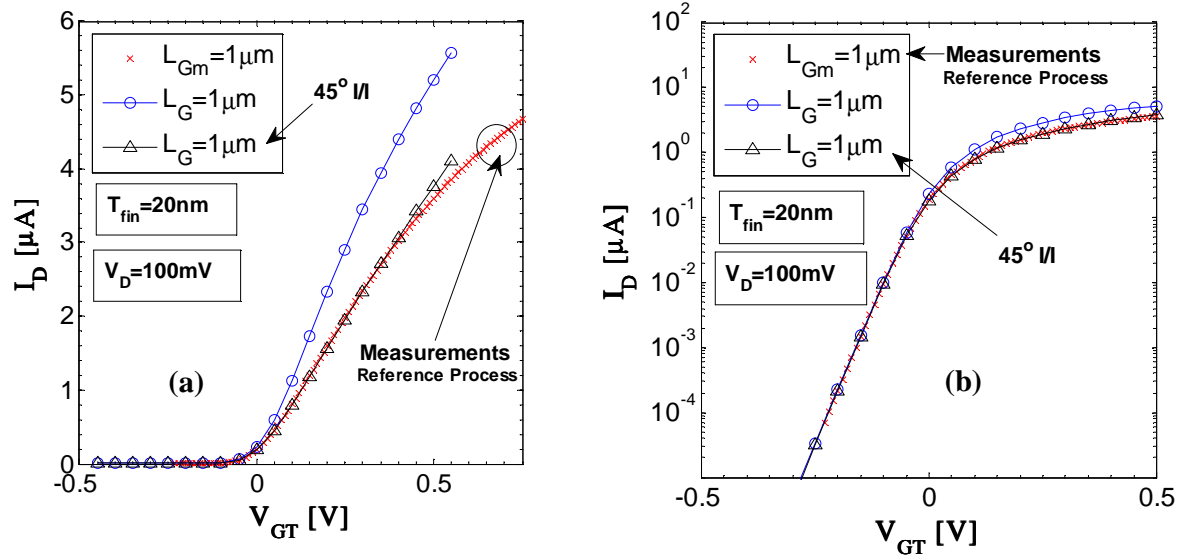 6
5
4
3
2
1
0
-0.5
0
0.5
I_D [μA]
V_GT [V]
L_Gm=1μm
L_G=1μm
L_G=1μm
45° I/I
T_fin=20nm
V_D=100mV
Measurements
Reference Process
(a)
10^2
10^1
10^0
10^-1
10^-2
10^-3
10^-4
-0.5
0
0.5
I_D [μA]
V_GT [V]
L_Gm=1μm
L_G=1μm
L_G=1μm
Measurements
Reference Process
T_fin=20nm
V_D=100mV
45° I/I
(b)